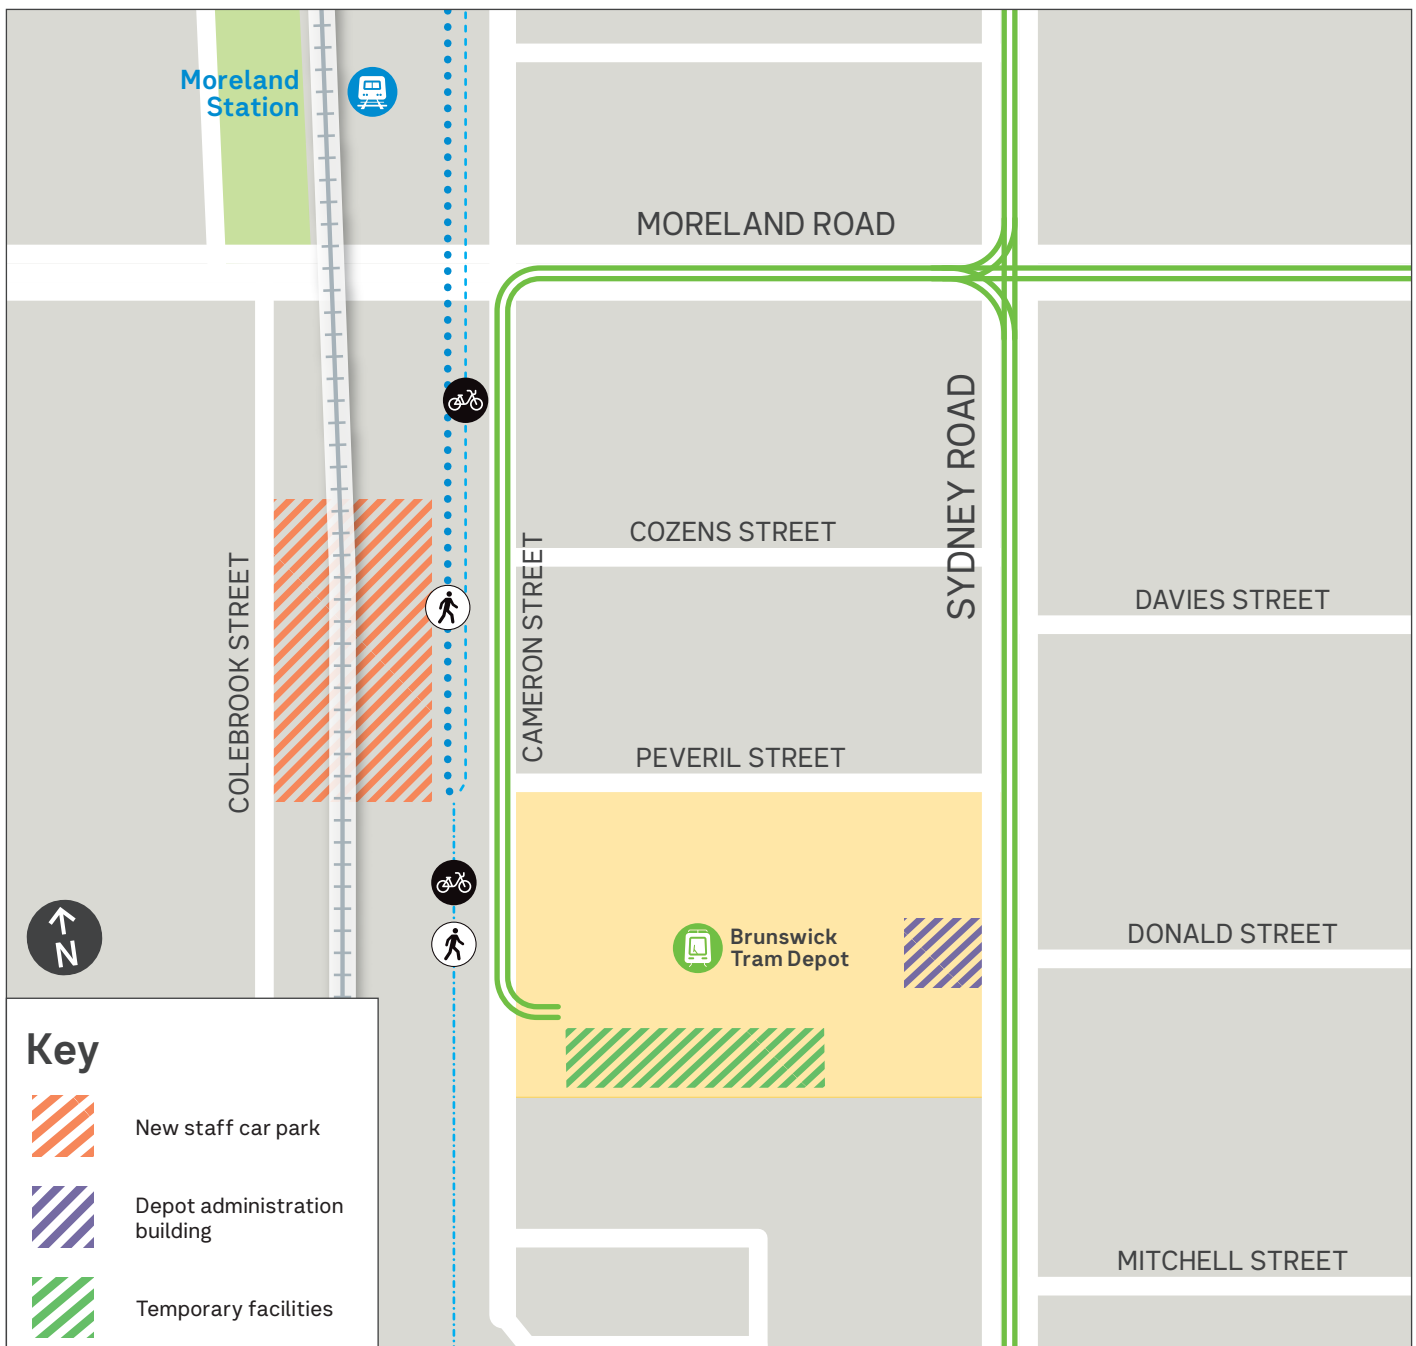 Moreland
Station
MORELAND ROAD
SYDNEY ROAD
COZENS STREET
CAMERON STREET
COLEBROOK STREET
DAVIES STREET
PEVERIL STREET
Brunswick
Tram Depot
DONALD STREET
N
Key
New staff car park
Depot administration
building
Temporary facilities
MITCHELL STREET